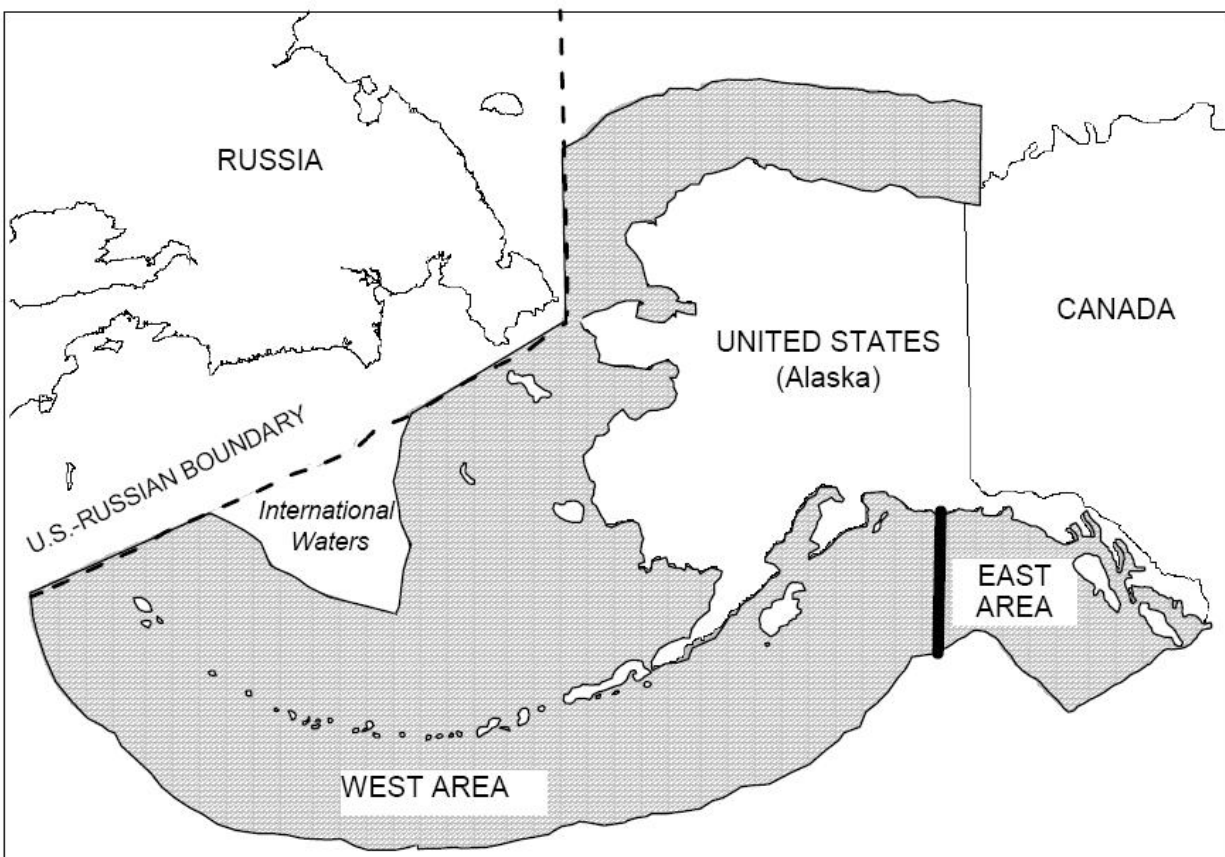 RUSSIA
CANADA
UNITED STATES
(Alaska)
U.S.-RUSSIAN BOUNDARY
International
Waters
EAST
AREA
WEST AREA